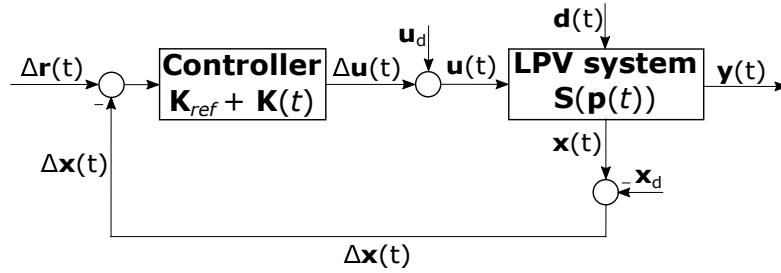 d(t)
u_d
Δr(t)
Controller
Δu(t)
u(t)
LPV system
y(t)
-
K_ref + K(t)
S(p(t))
x(t)
Δx(t)
-
x_d
Δx(t)